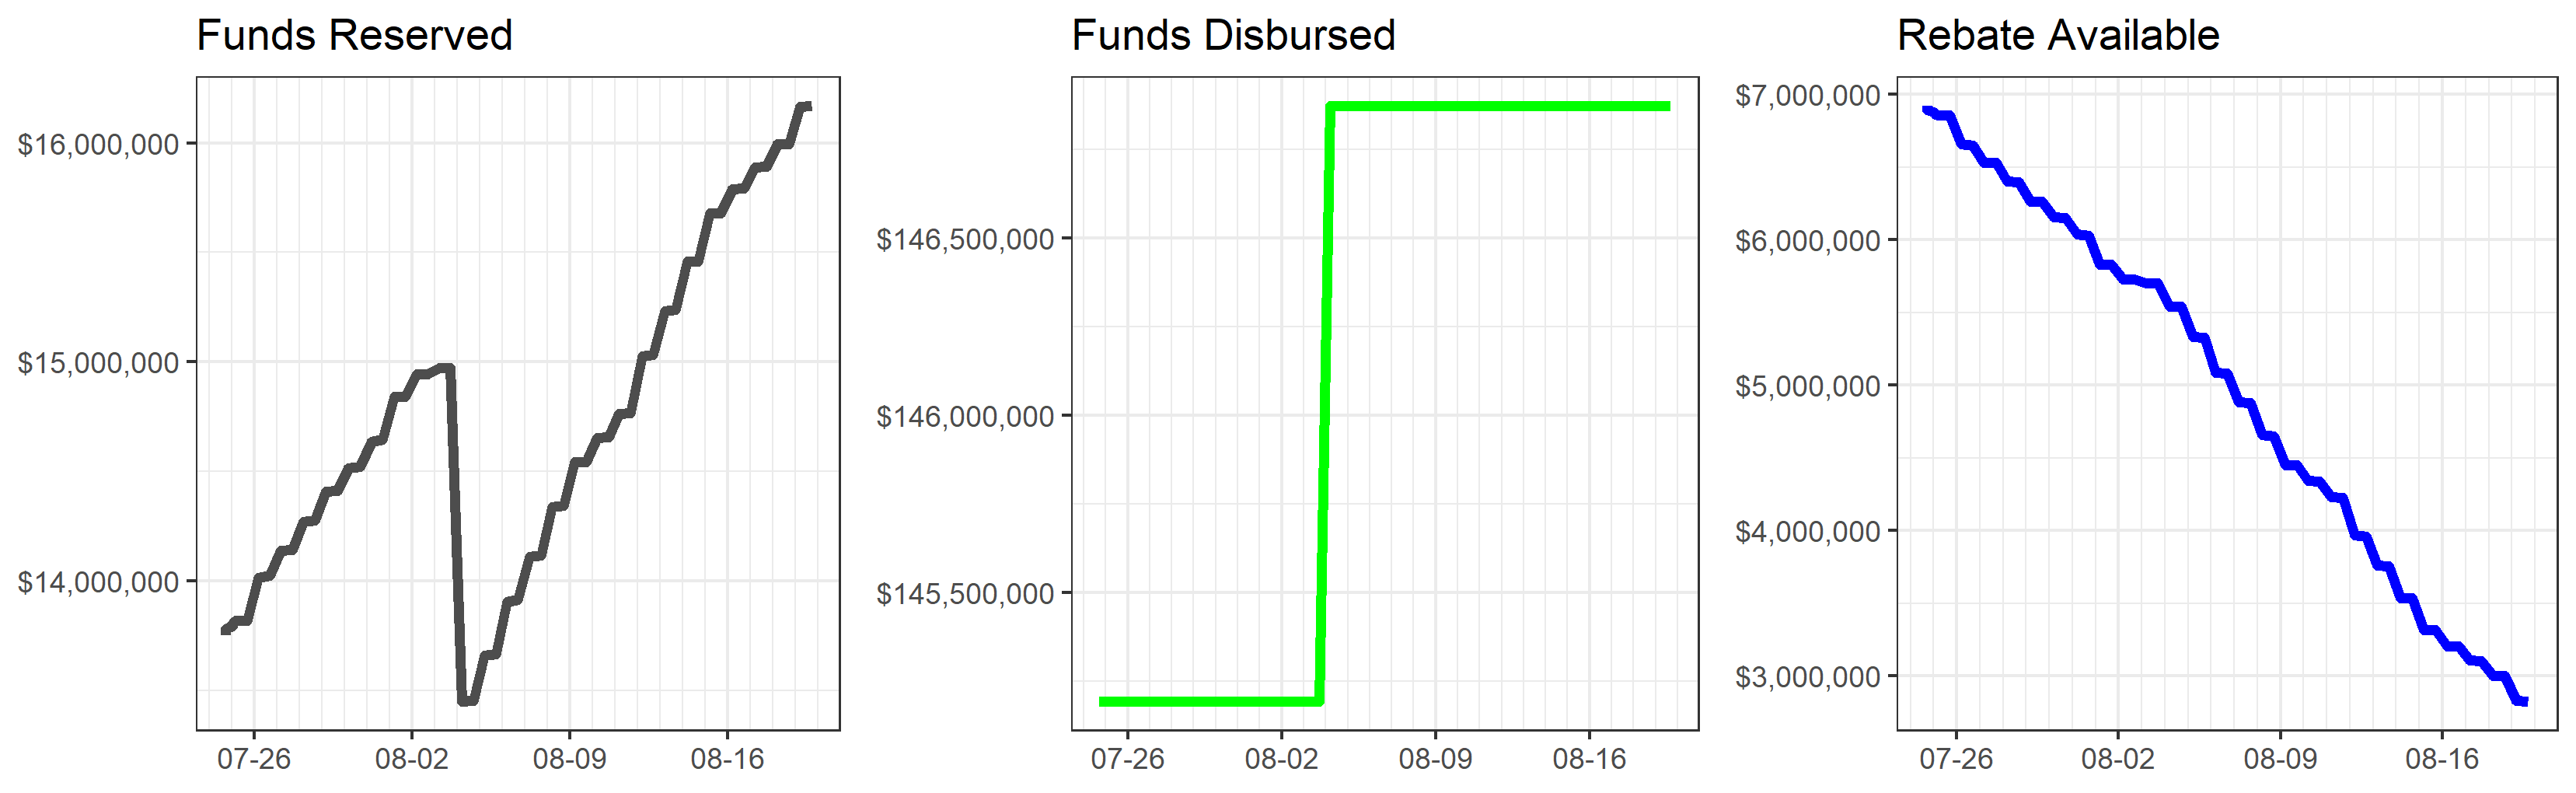 Funds Reserved
$16,000,000
$15,000,000
$14,000,000
07-26 08-02 08-09 08-16
Funds Disbursed
$146,500,000
$146,000,000
$145,500,000
07-26 08-02 08-09 08-16
Rebate Available
$7,000,000
$6,000,000
$5,000,000
$4,000,000
$3,000,000
07-26 08-02 08-09 08-16